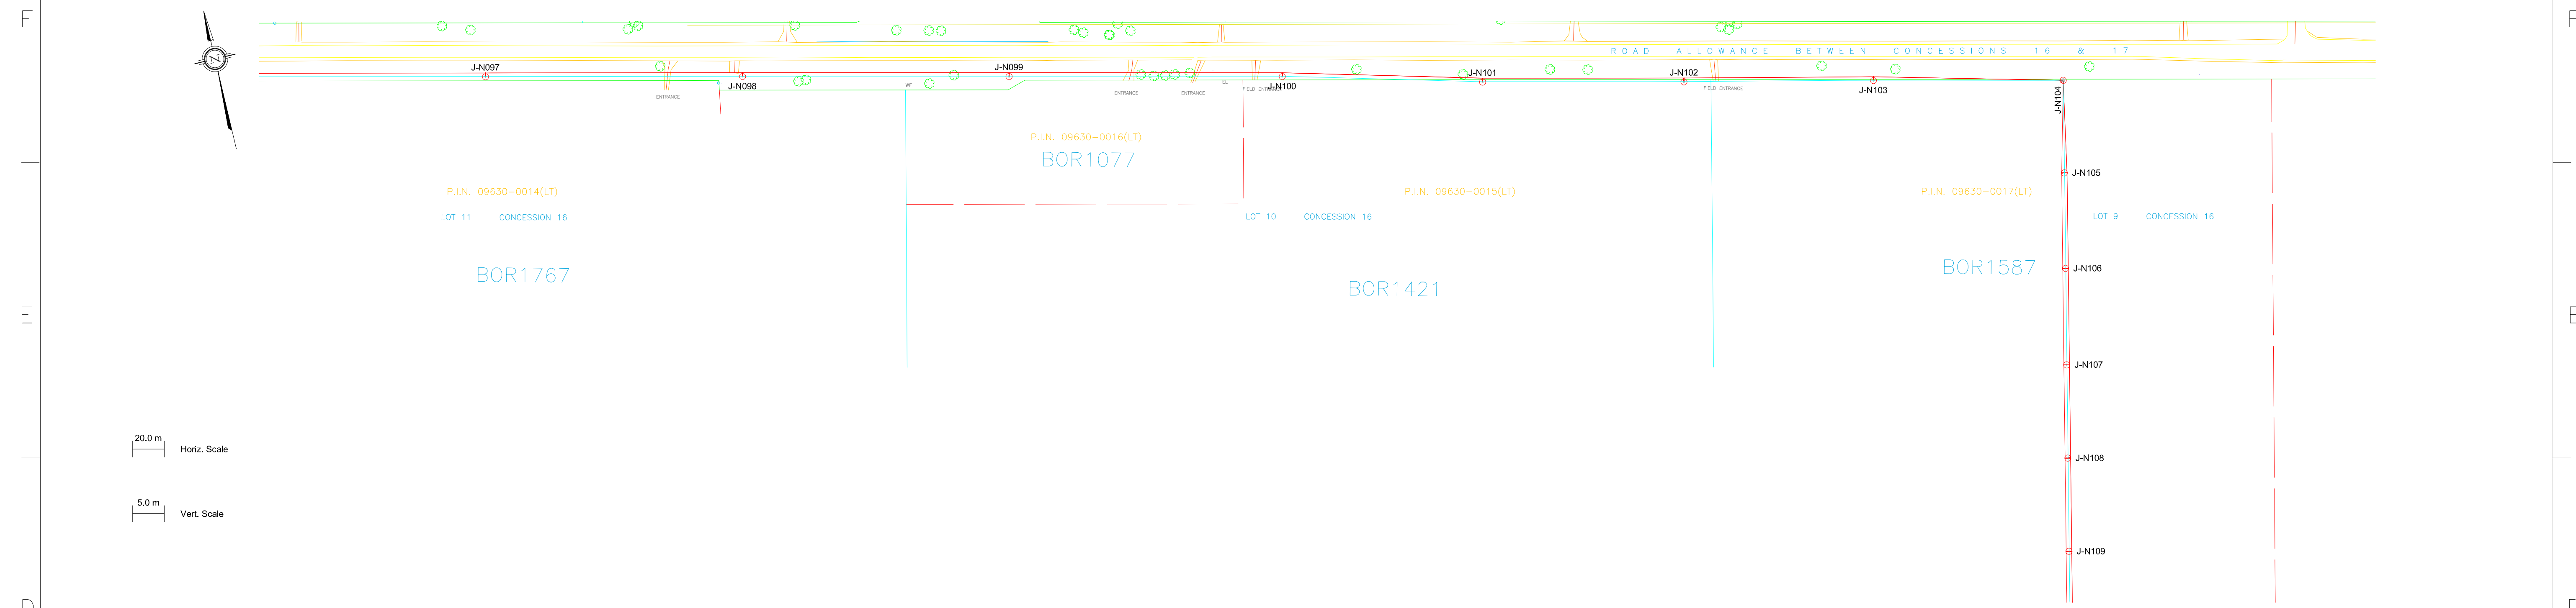 F
F
N
ROAD ALLOWANCE BETWEEN CONCESSIONS 16 & 17
J-N097
J-N098
J-N099
J-N100
J-N101
J-N102
J-N103
J-N104
ENTRANCE
ENTRANCE
ENTRANCE
FIELD ENTRANCE
FIELD ENTRANCE
P.I.N. 09630-0016(LT)
BOR1077
J-N105
P.I.N. 09630-0014(LT)
P.I.N. 09630-0015(LT)
P.I.N. 09630-0017(LT)
LOT 11 CONCESSION 16
LOT 10 CONCESSION 16
LOT 9 CONCESSION 16
BOR1767
BOR1421
BOR1587
J-N106
E
E
J-N107
20.0 m
Horiz. Scale
J-N108
5.0 m
Vert. Scale
J-N109
D